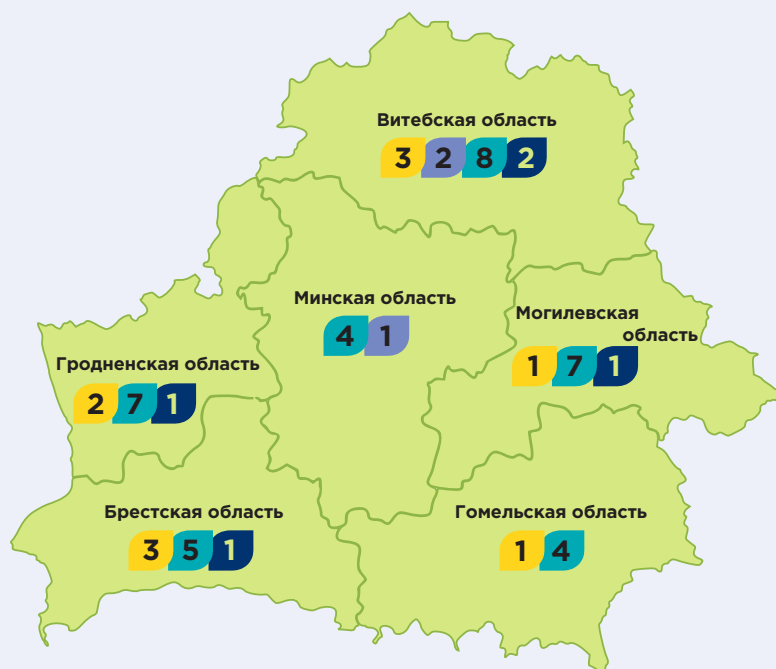 Витебская область
3 2 8 2
Минская область
4 1
Могилевская
область
1 7 1
Гродненская область
2 7 1
Брестская область
3 5 1
Гомельская область
1 4